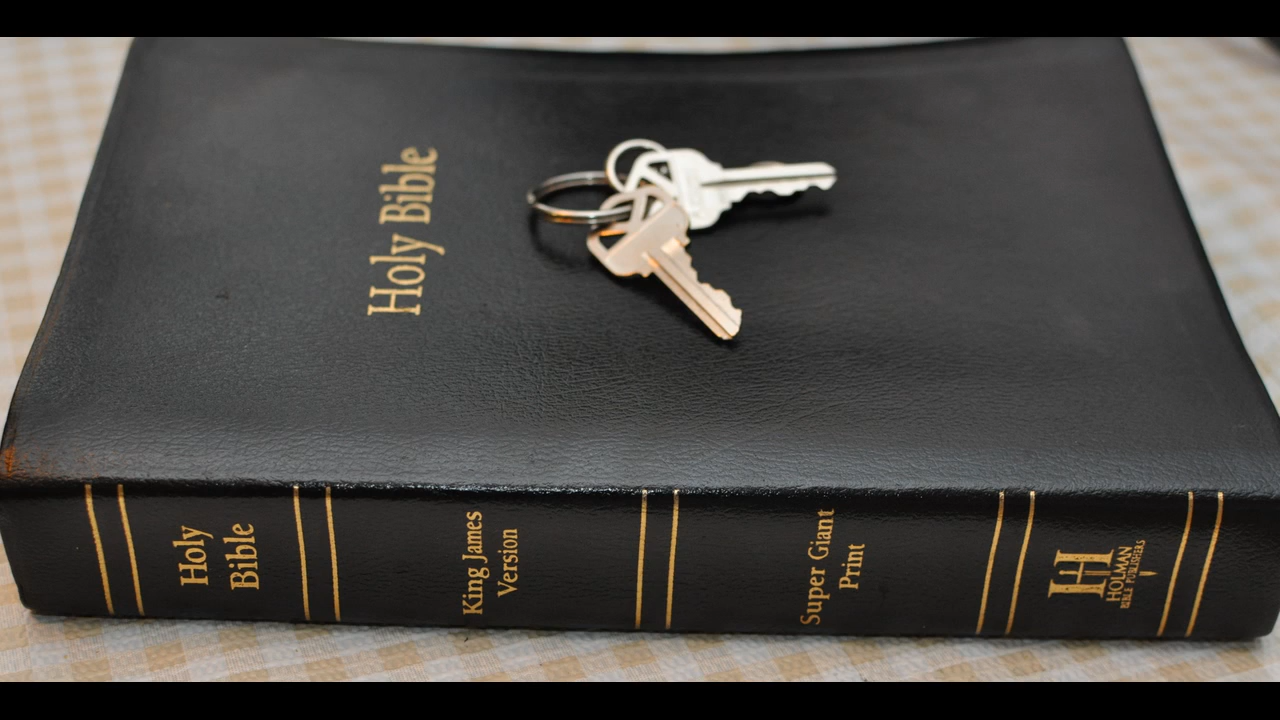 Holy Bible
Holy
Bible
King James
Version
Super Giant
Print
H
HOLMAN
BIBLE PUBLISHERS